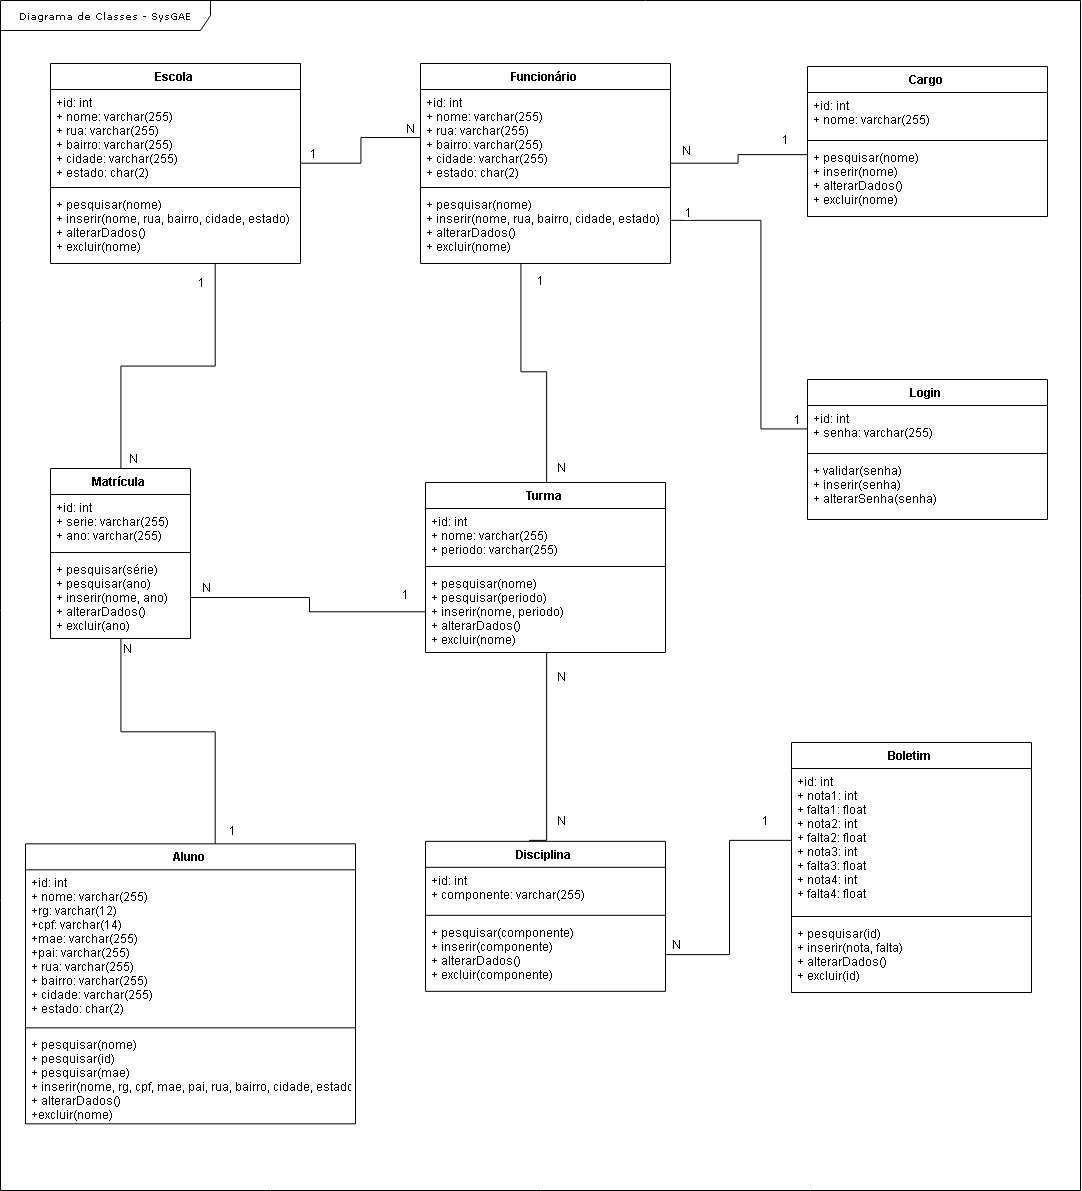 Diagrama de Classes - SysGAE
Escola
+id: int
+ nome: varchar(255)
+ rua: varchar(255)
+ bairro: varchar(255)
+ cidade: varchar(255)
+ estado: char(2)
+ pesquisar(nome)
+ inserir(nome, rua, bairro, cidade, estado)
+ alterarDados()
+ excluir(nome)
1
N
Funcionário
+id: int
+ nome: varchar(255)
+ rua: varchar(255)
+ bairro: varchar(255)
+ cidade: varchar(255)
+ estado: char(2)
+ pesquisar(nome)
+ inserir(nome, rua, bairro, cidade, estado)
+ alterarDados()
+ excluir(nome)
N
1
Cargo
+id: int
+ nome: varchar(255)
+ pesquisar(nome)
+ inserir(nome)
+ alterarDados()
+ excluir(nome)
1
1
1
1
Login
+id: int
+ senha: varchar(255)
+ validar(senha)
+ inserir(senha)
+ alterarSenha(senha)
N
Matrícula
+id: int
+ serie: varchar(255)
+ ano: varchar(255)
+ pesquisar(série)
+ pesquisar(ano)
+ inserir(nome, ano)
+ alterarDados()
+ excluir(ano)
N
1
N
N
Turma
+id: int
+ nome: varchar(255)
+ periodo: varchar(255)
+ pesquisar(nome)
+ pesquisar(periodo)
+ inserir(nome, periodo)
+ alterarDados()
+ excluir(nome)
N
1
Aluno
+id: int
+ nome: varchar(255)
+rg: varchar(12)
+cpf: varchar(14)
+mae: varchar(255)
+pai: varchar(255)
+ rua: varchar(255)
+ bairro: varchar(255)
+ cidade: varchar(255)
+ estado: char(2)
+ pesquisar(nome)
+ pesquisar(id)
+ pesquisar(mae)
+ inserir(nome, rg, cpf, mae, pai, rua, bairro, cidade, estado
+ alterarDados()
+excluir(nome)
N
Disciplina
+id: int
+ componente: varchar(255)
+ pesquisar(componente)
+ inserir(componente)
+ alterarDados()
+ excluir(componente)
N
1
Boletim
+id: int
+ nota1: int
+ falta1: float
+ nota2: int
+ falta2: float
+ nota3: int
+ falta3: float
+ nota4: int
+ falta4: float
+ pesquisar(id)
+ inserir(nota, falta)
+ alterarDados()
+ excluir(id)